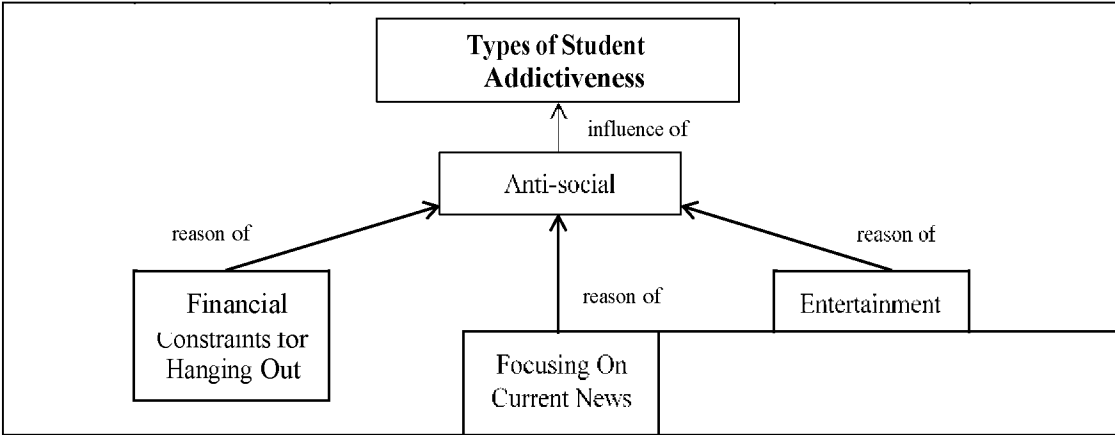 Types of Student
Addictiveness
influence of
Anti-social
reason of
reason of
reason of
Financial
Constraints for
Hanging Out
Entertainment
Focusing On
Current News